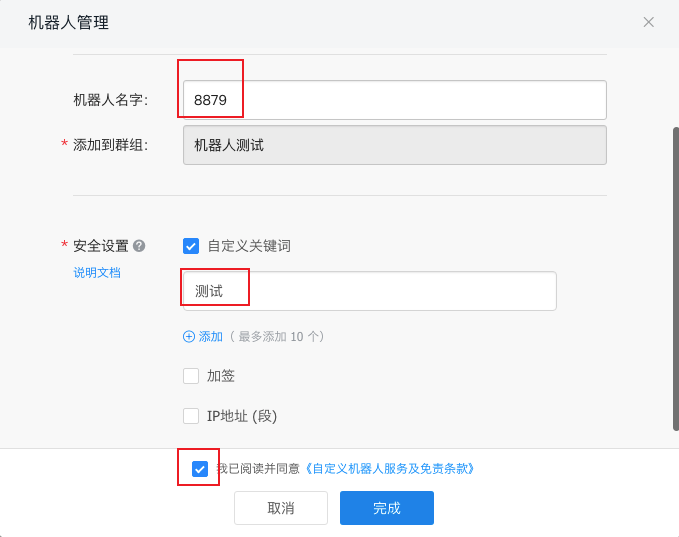 机器人管理
机器人名字:
8879
* 添加到群组:
机器人测试
* 安全设置
自定义关键词
说明文档
测试
添加（ 最多添加 10 个）
加签
IP地址 (段)
我已阅读并同意《自定义机器人服务及免责条款》
取消
完成